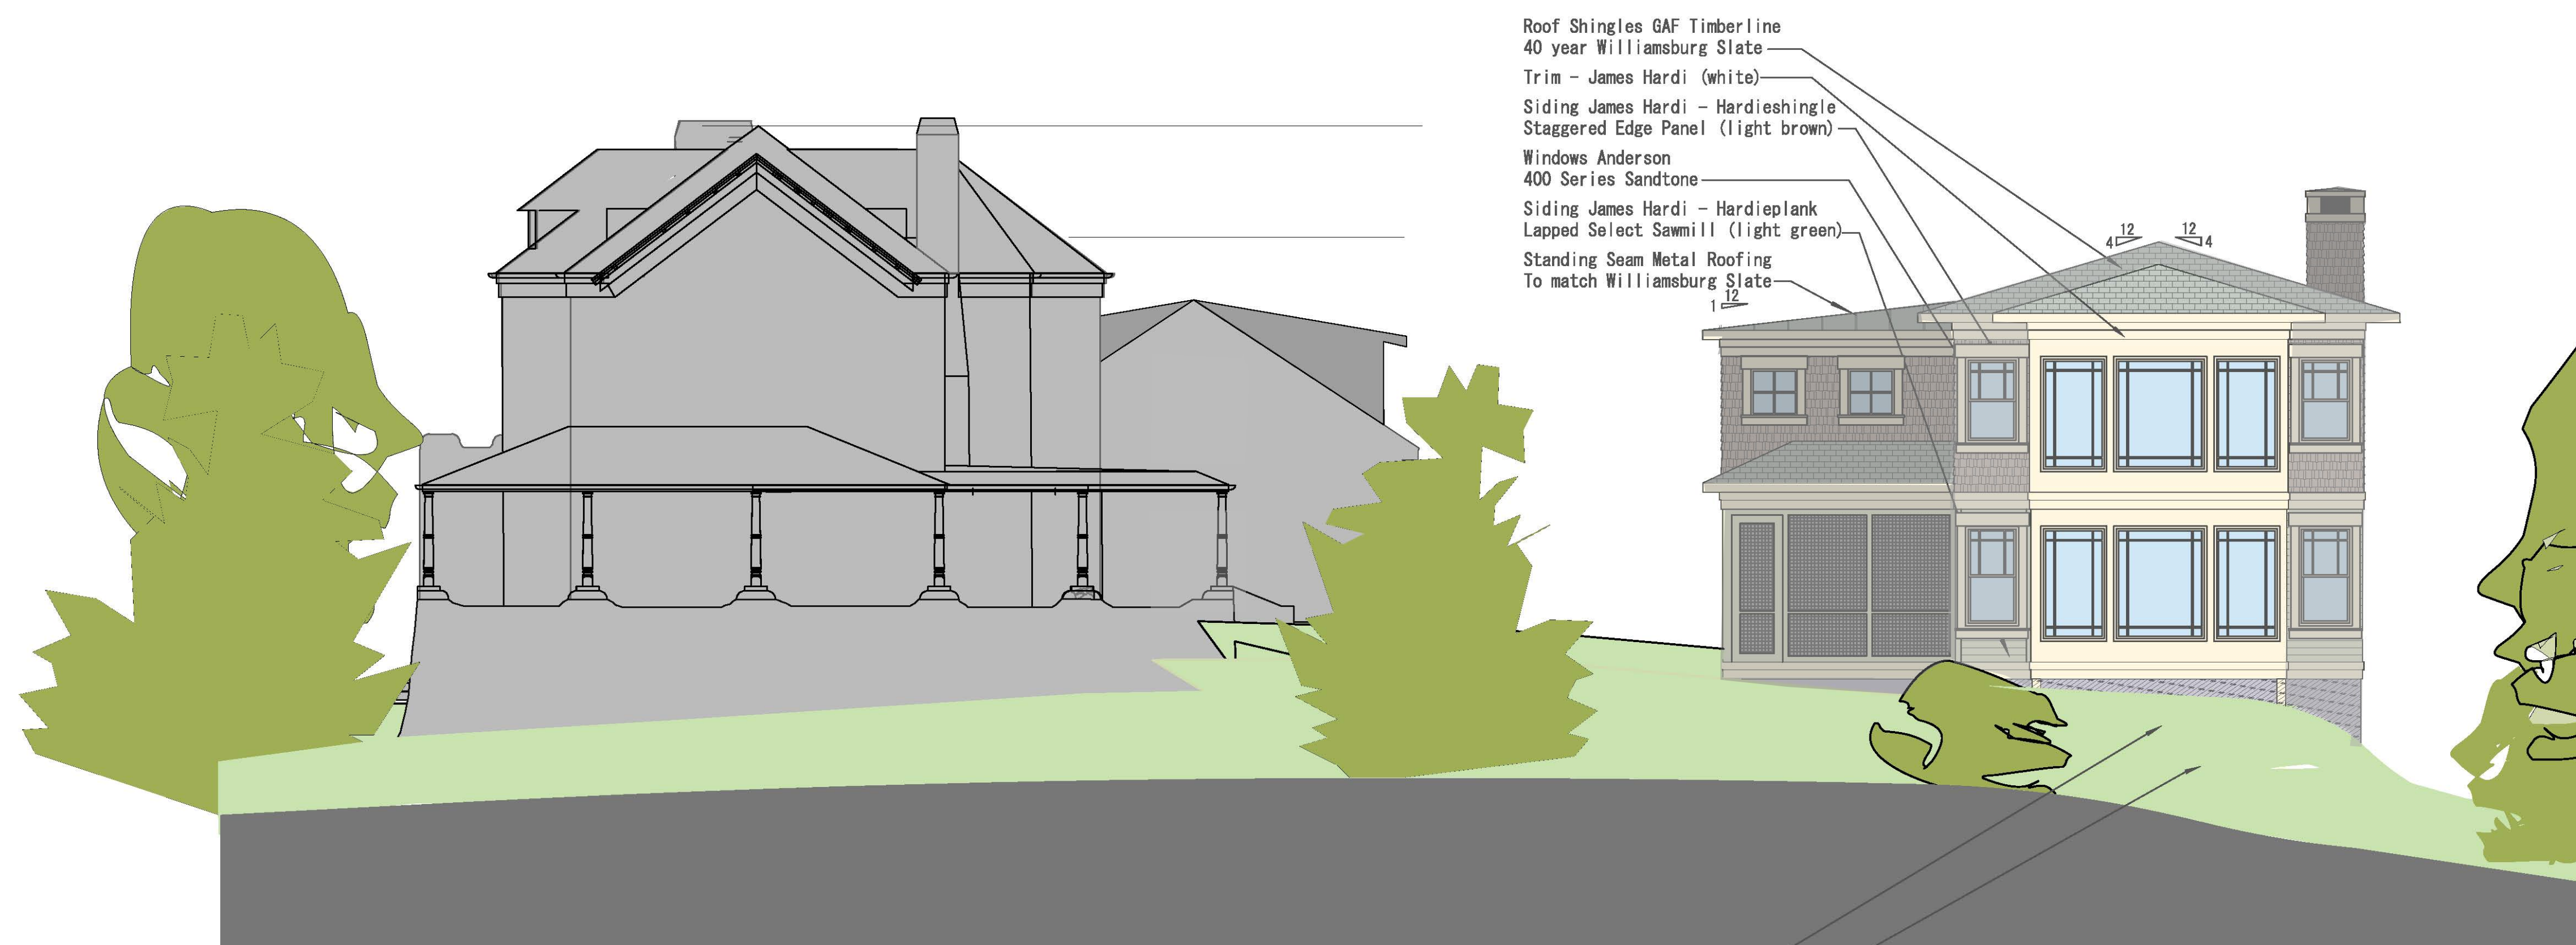 Roof Shingles GAF Timberline
40 year Williamsburg Slate
Trim - James Hardi (white)
Siding James Hardi - Hardieshingle
Staggered Edge Panel (light brown)
Windows Anderson
400 Series Sandtone
Siding James Hardi - Hardieplank
Lapped Select Sawmill (light green)
Standing Seam Metal Roofing
To match Williamsburg Slate
12
1
12
4
12
4